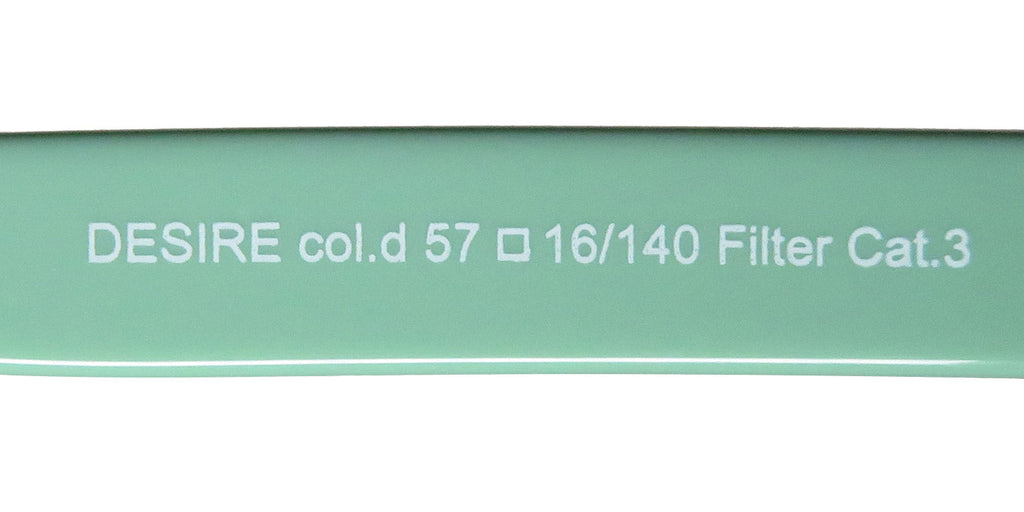 DESIRE col.d 57 □ 16/140 Filter Cat.3